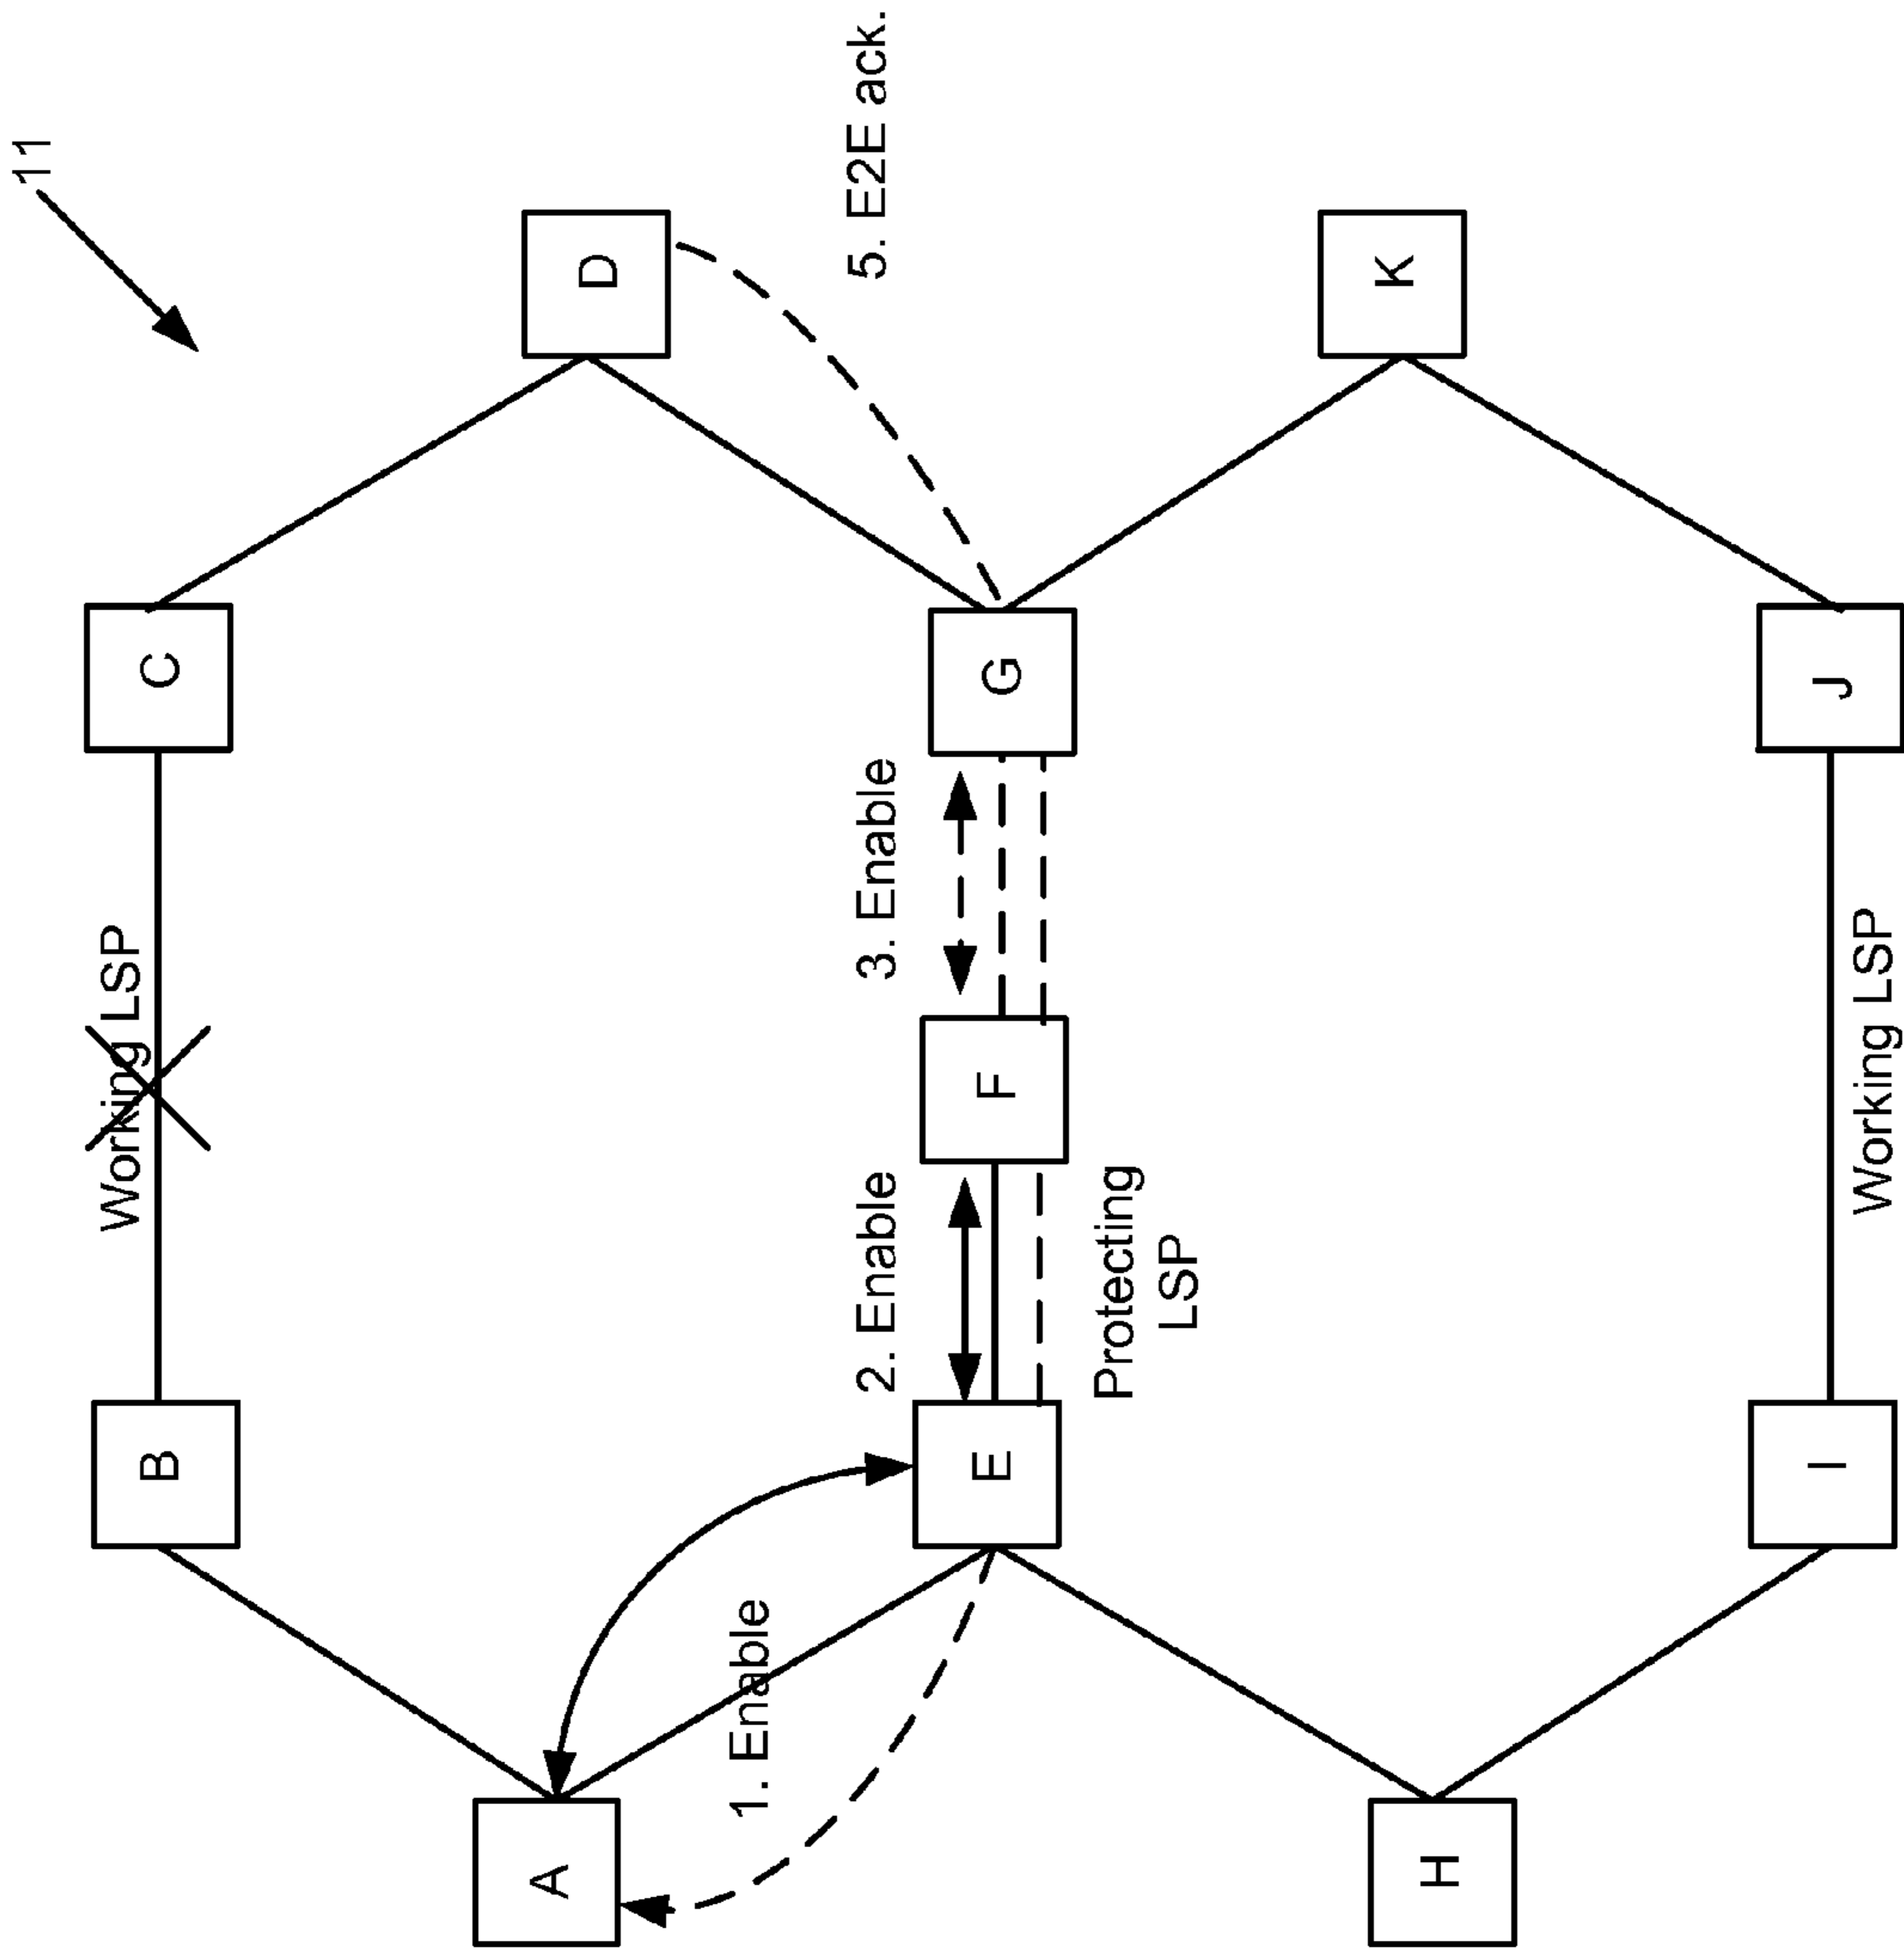 11
Working LSP
B
C
A
D
1. Enable
2. Enable
3. Enable
5. E2E ack.
E
F
G
Protecting
LSP
H
K
I
J
Working LSP